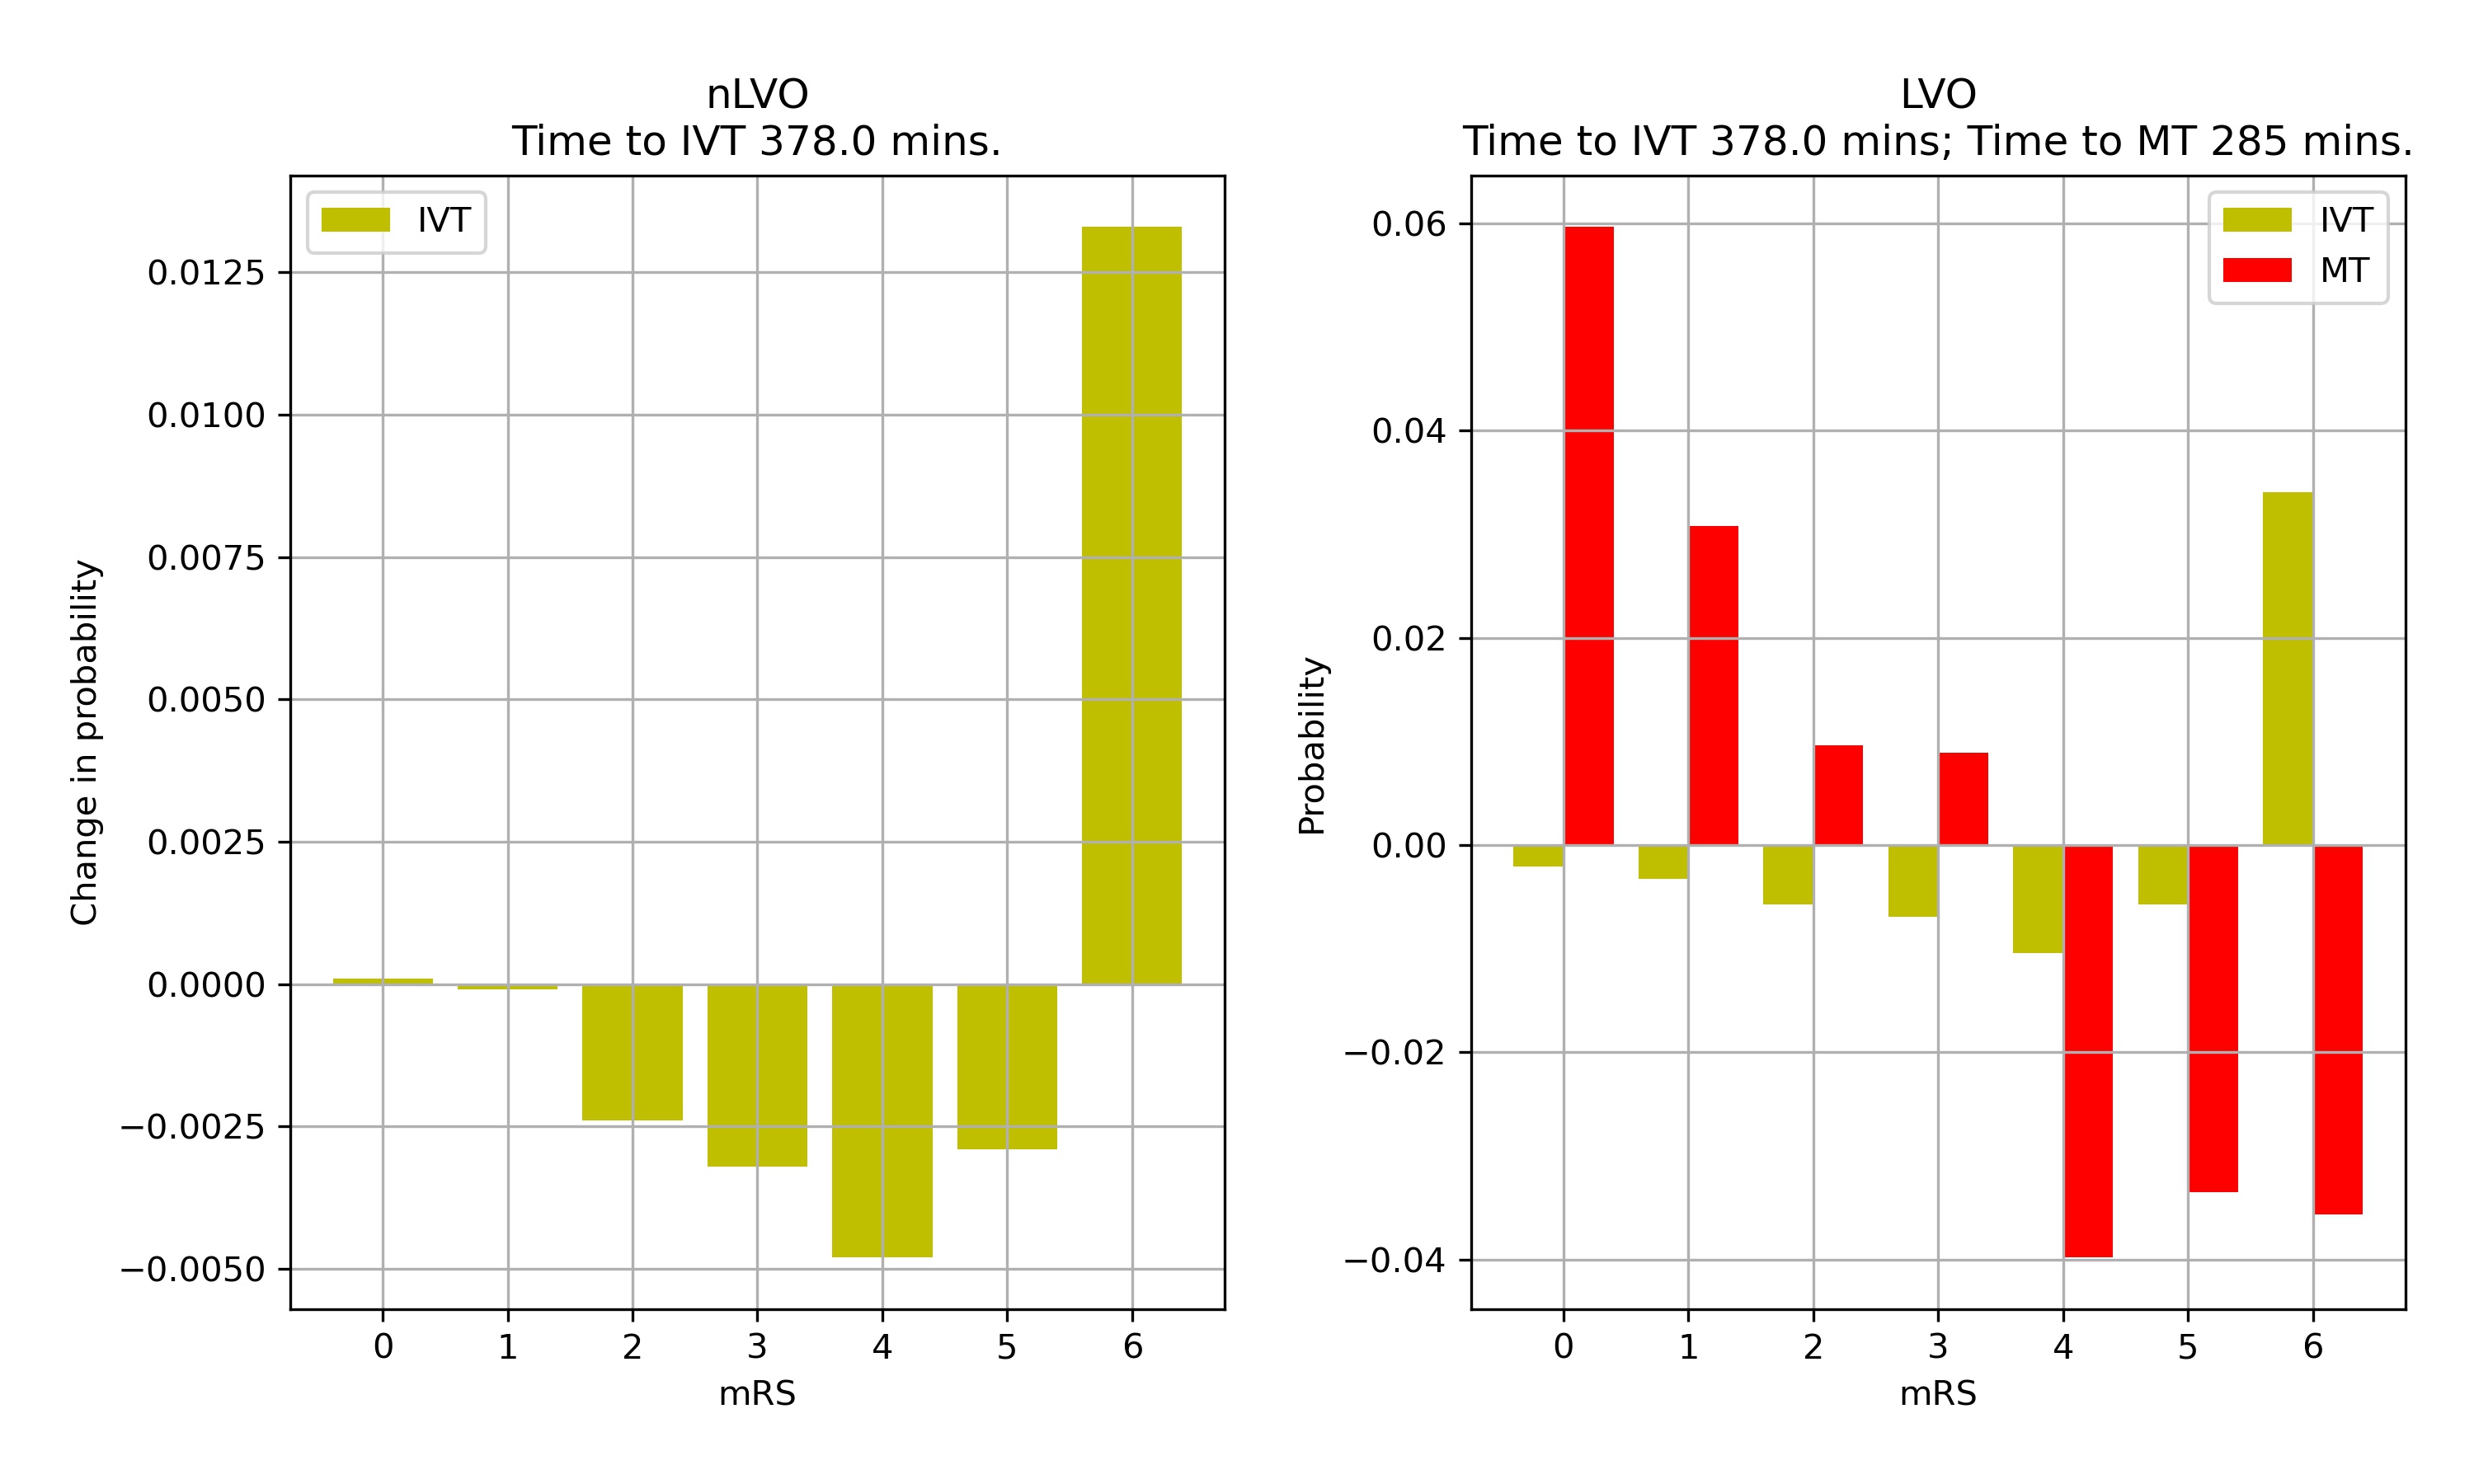 nLVO
Time to IVT 378.0 mins.
IVT
0.0125
0.0100
0.0075
0.0050
0.0025
0.0000
−0.0025
−0.0050
Change in probability
0 1 2 3 4 5 6
mRS
LVO
Time to IVT 378.0 mins; Time to MT 285 mins.
IVT
MT
0.06
0.04
0.02
0.00
−0.02
−0.04
Probability
0 1 2 3 4 5 6
mRS